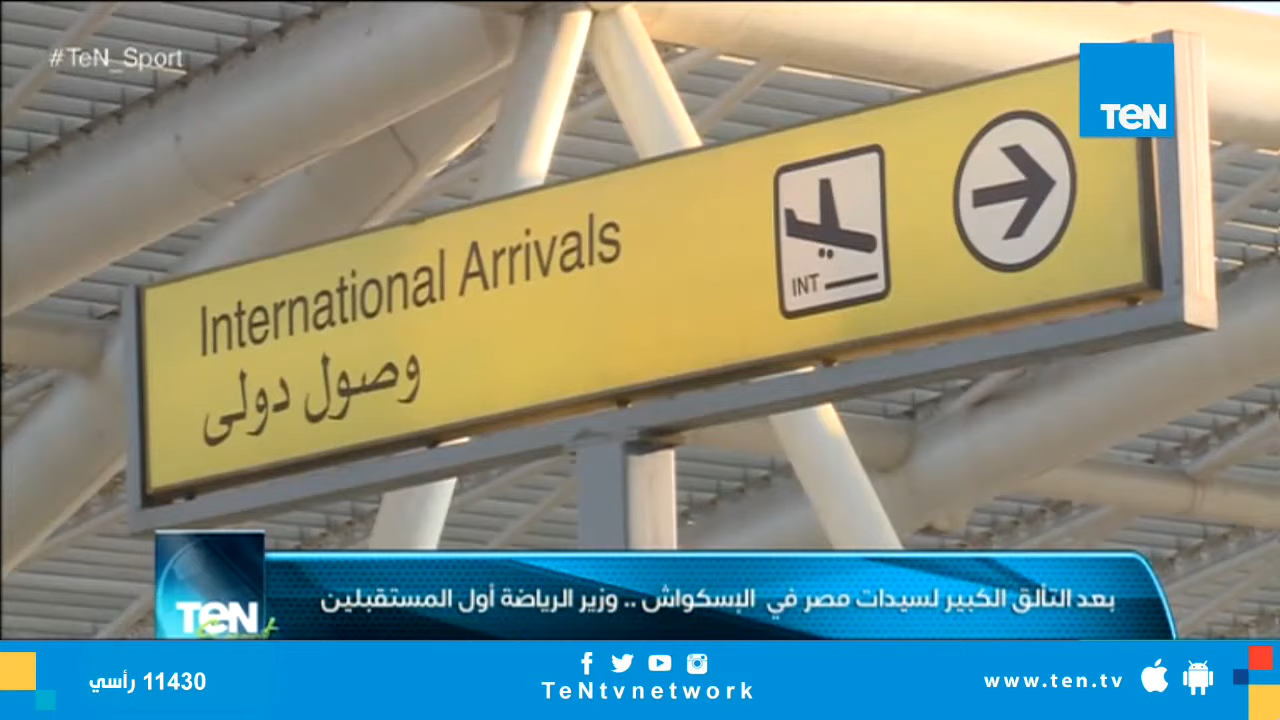 #TeN_Sport
TEN
International Arrivals
وصول دولى
INT
بعد التألق الكبير لسيدات مصر في الإسكواش .. وزير الرياضة أول المستقبلين
TEN
11430 رأسي
TeNtvnetwork
www.ten.tv